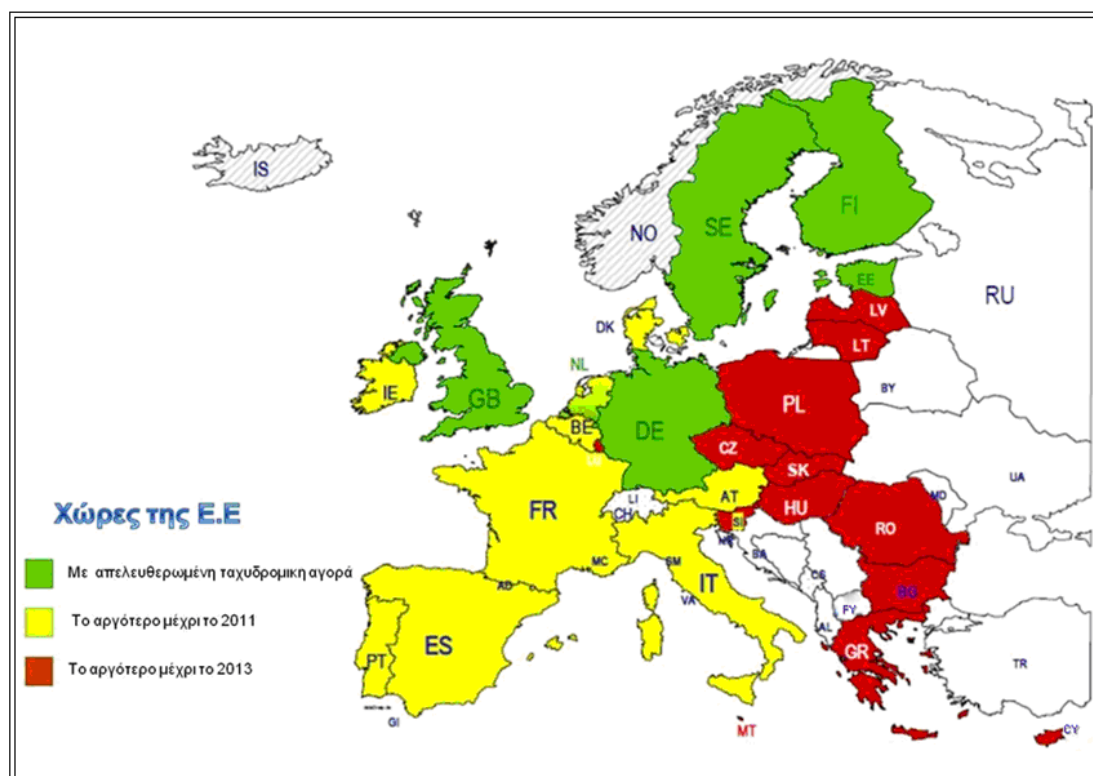 IS
NO
SE
FI
RU
EE
LV
LT
DK
NL
IE
GB
BE
DE
PL
BY
CZ
SK
UA
FR
LI
CH
AT
HU
MD
SI
RO
BA
CS
MC
SM
IT
VA
AD
BG
FY
AL
ES
PT
GR
TR
GI
MT
CY
Χώρες της Ε.Ε
Με απελευθερωμένη ταχυδρομικη αγορά
Το αργότερο μέχρι το 2011
Το αργότερο μέχρι το 2013